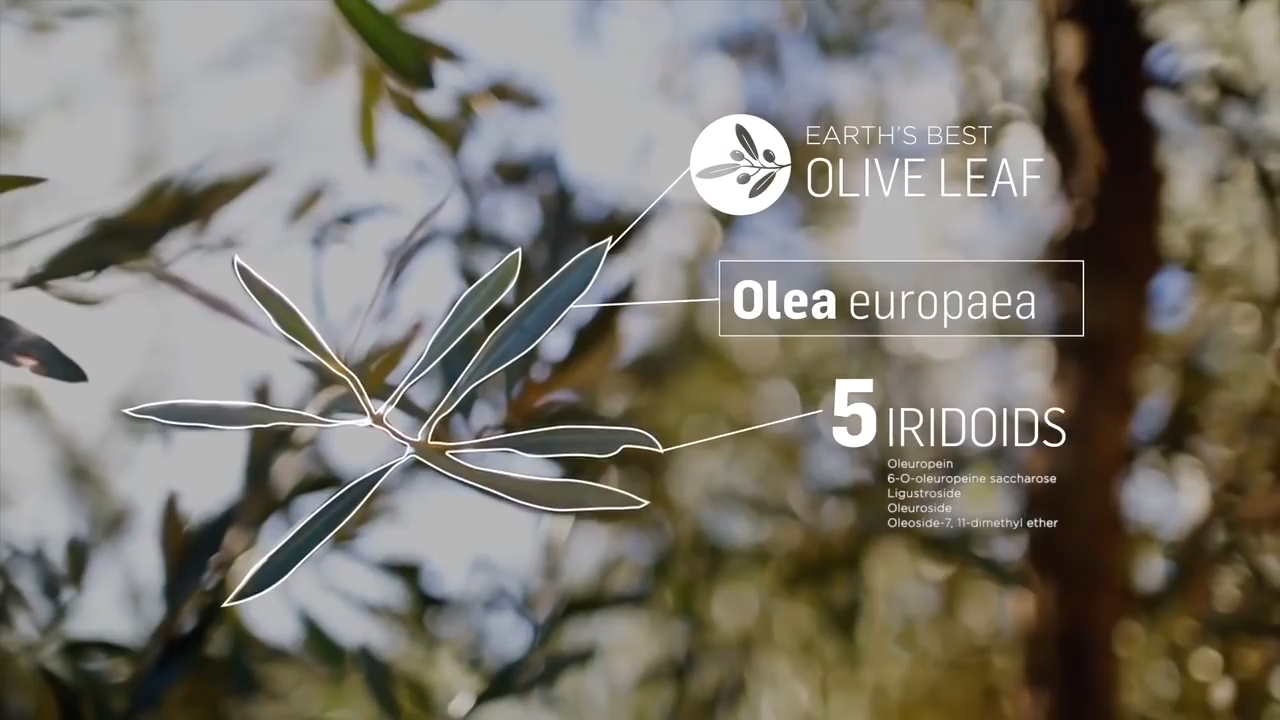 EARTH'S BEST
OLIVE LEAF
Olea europaea
5 IRIDOIDS
Oleuropein
6-O-oleuropeine saccharose
Ligustroside
Oleuroside
Oleoside-7, 11-dimethyl ether